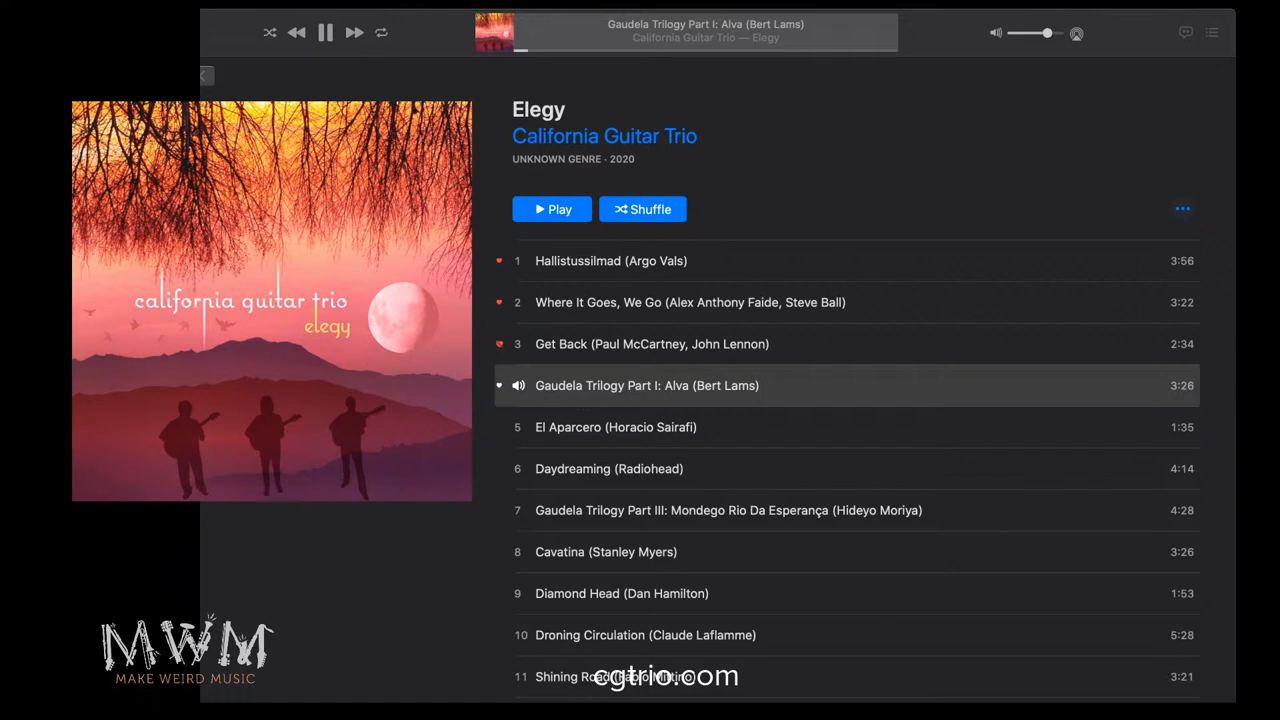 Gaudela Trilogy Part I: Alva (Bert Lams)
California Guitar Trio — Elegy
california guitar trio
elegy
Elegy
California Guitar Trio
UNKNOWN GENRE · 2020
Play
Shuffle
1 Hallistussilmad (Argo Vals) 3:56
2 Where It Goes, We Go (Alex Anthony Faide, Steve Ball) 3:22
3 Get Back (Paul McCartney, John Lennon) 2:34
Gaudela Trilogy Part I: Alva (Bert Lams) 3:26
5 El Aparcero (Horacio Sairafi) 1:35
6 Daydreaming (Radiohead) 4:14
7 Gaudela Trilogy Part III: Mondego Rio Da Esperança (Hideyo Moriya) 4:28
8 Cavatina (Stanley Myers) 3:26
9 Diamond Head (Dan Hamilton) 1:53
10 Droning Circulation (Claude Laflamme) 5:28
11 Shining 3:21
cgtrio.com
MWM
MAKE WEIRD MUSIC